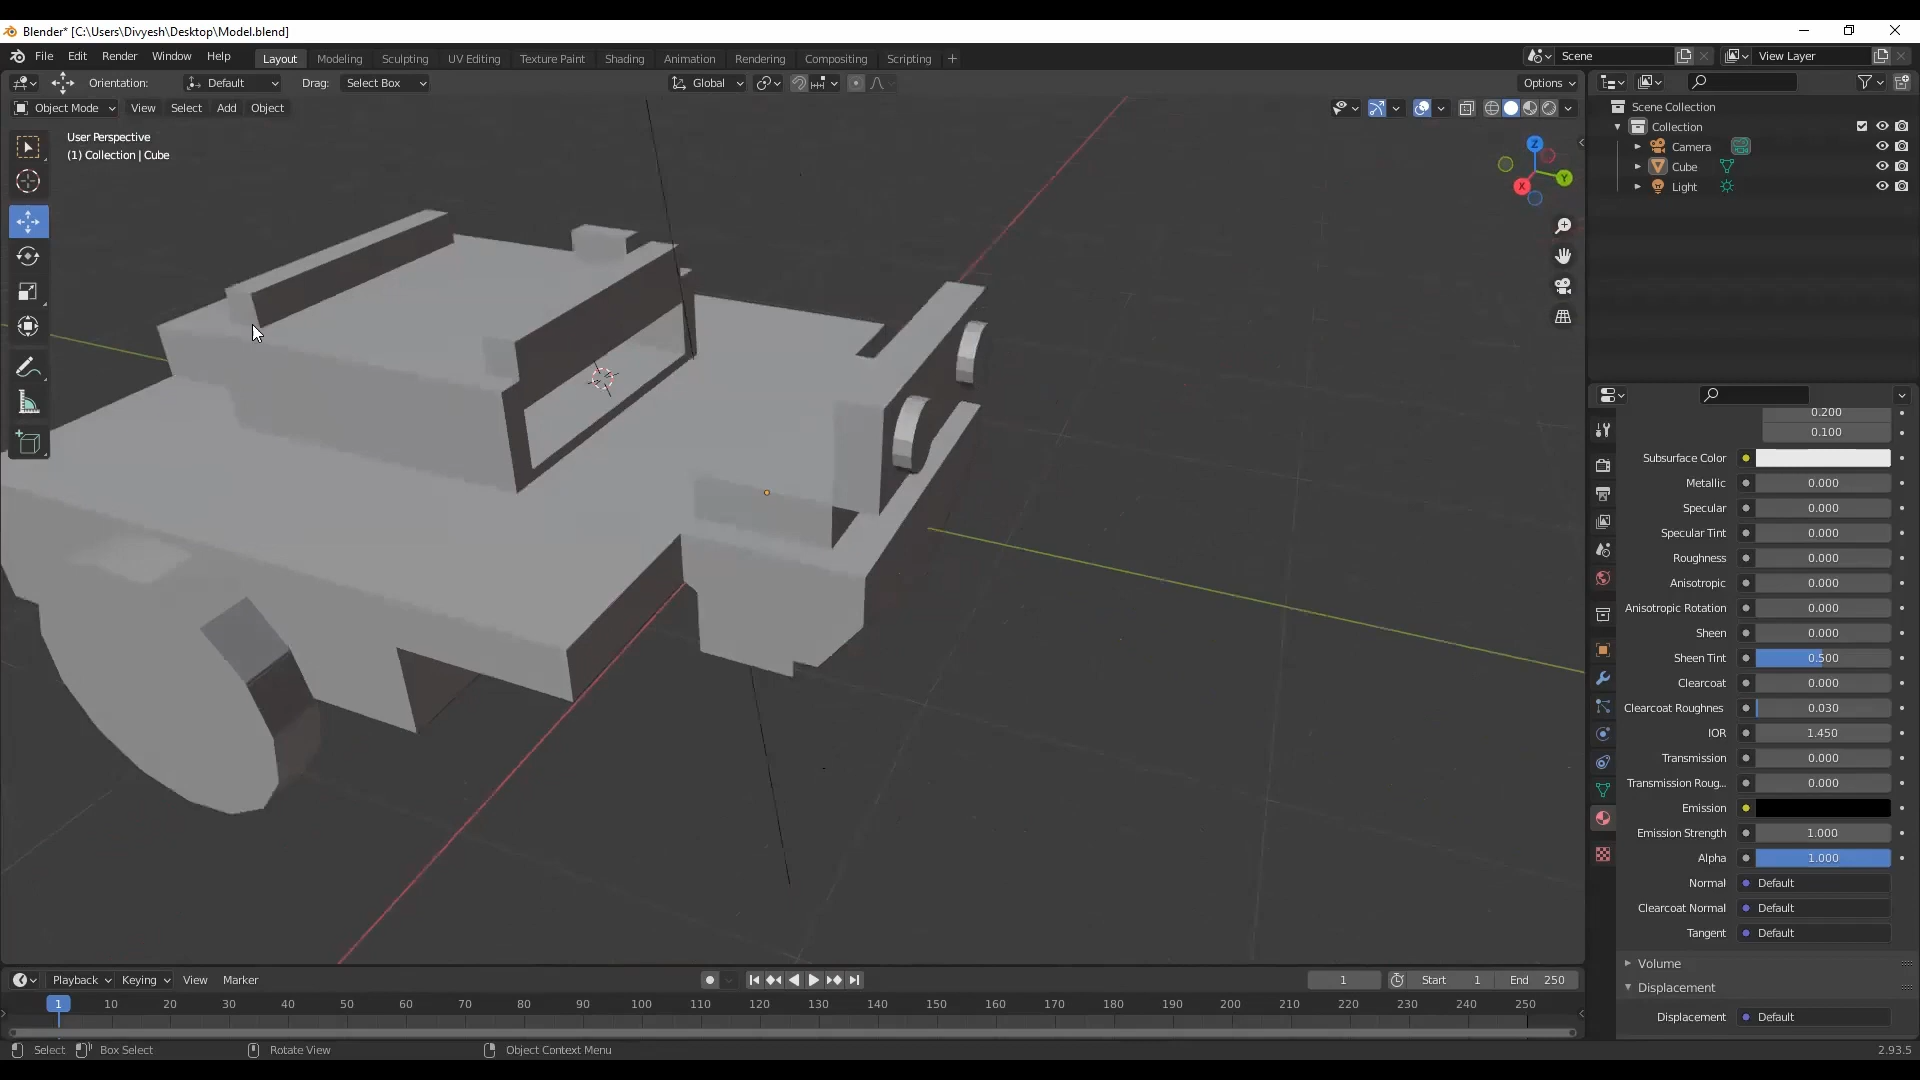 Blender* [C:\Users\Divyesh\Desktop\Model.blend]
File Edit Render Window Help Layout Modeling Sculpting UV Editing Texture Paint Shading Animation Rendering Compositing Scripting + Scene View Layer
Orientation: Default Drag: Select Box Global Options
Object Mode View Select Add Object
User Perspective
(1) Collection | Cube
Z
Y
X
Scene Collection
Collection
Camera
Cube
Light
0.200
0.100
Subsurface Color
Metallic 0.000
Specular 0.000
Specular Tint 0.000
Roughness 0.000
Anisotropic 0.000
Anisotropic Rotation 0.000
Sheen 0.000
Sheen Tint 0.500
Clearcoat 0.000
Clearcoat Roughnes 0.030
IOR 1.450
Transmission 0.000
Transmission Roug... 0.000
Emission
Emission Strength 1.000
Alpha 1.000
Normal Default
Clearcoat Normal Default
Tangent Default
Volume
Displacement
Displacement Default
Playback Keying View Marker 1 Start 1 End 250
1 10 20 30 40 50 60 70 80 90 100 110 120 130 140 150 160 170 180 190 200 210 220 230 240 250
Select Box Select Rotate View Object Context Menu 2.93.5